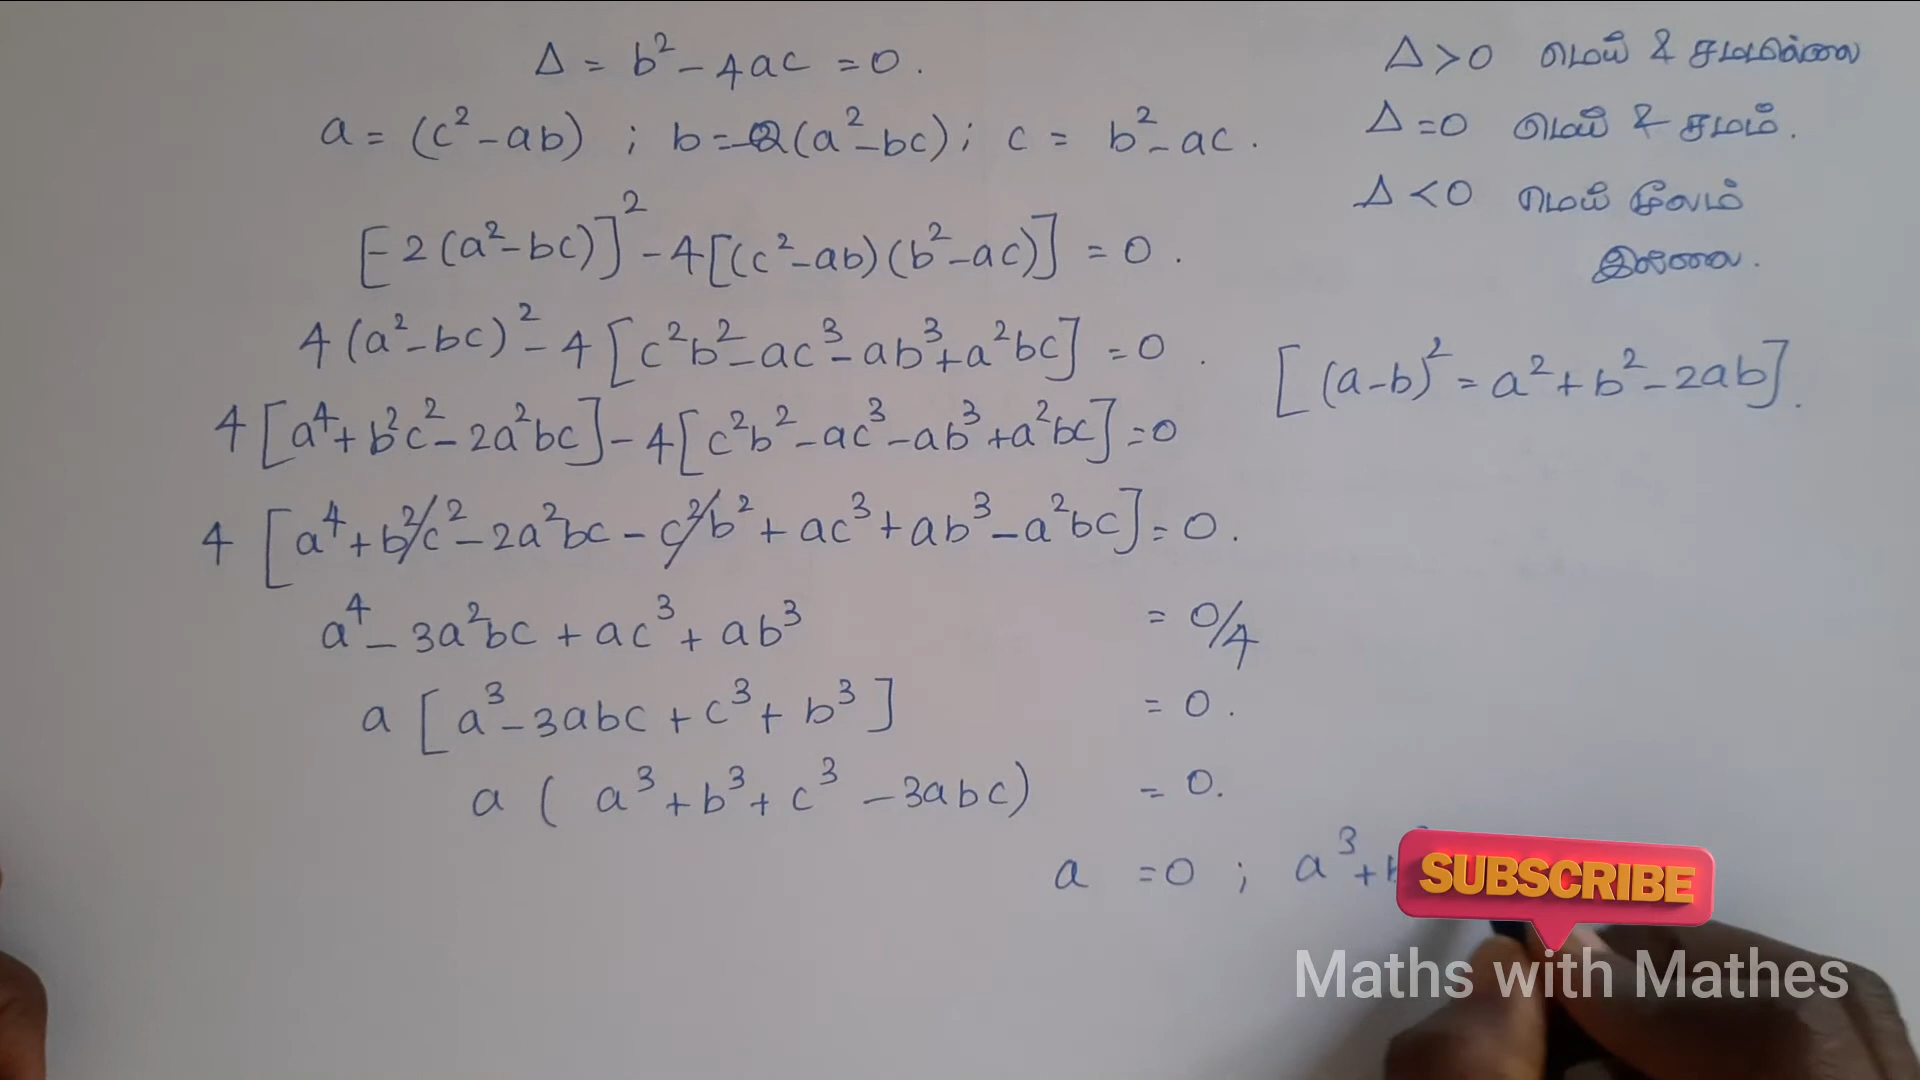 Δ = b² - 4ac = 0.
a = (c² - ab) ; b = -2(a² - bc) ; c = b² - ac.
[-2(a² - bc)]² - 4[(c² - ab)(b² - ac)] = 0.
4(a² - bc)² - 4[c²b² - ac³ - ab³ + a²bc] = 0.
4[a⁴ + b²c² - 2a²bc] - 4[c²b² - ac³ - ab³ + a²bc] = 0
4[a⁴ + b²c² - 2a²bc - c²b² + ac³ + ab³ - a²bc] = 0.
a⁴ - 3a²bc + ac³ + ab³ = 0/4
a[a³ - 3abc + c³ + b³] = 0.
a(a³ + b³ + c³ - 3abc) = 0.
a = 0 ; a³ + b
Δ > 0 மெய் & சமமில்லை
Δ = 0 மெய் & சமம்.
Δ < 0 மெய் மூலம்
இல்லை.
[(a - b)² = a² + b² - 2ab].
SUBSCRIBE
Maths with Mathes